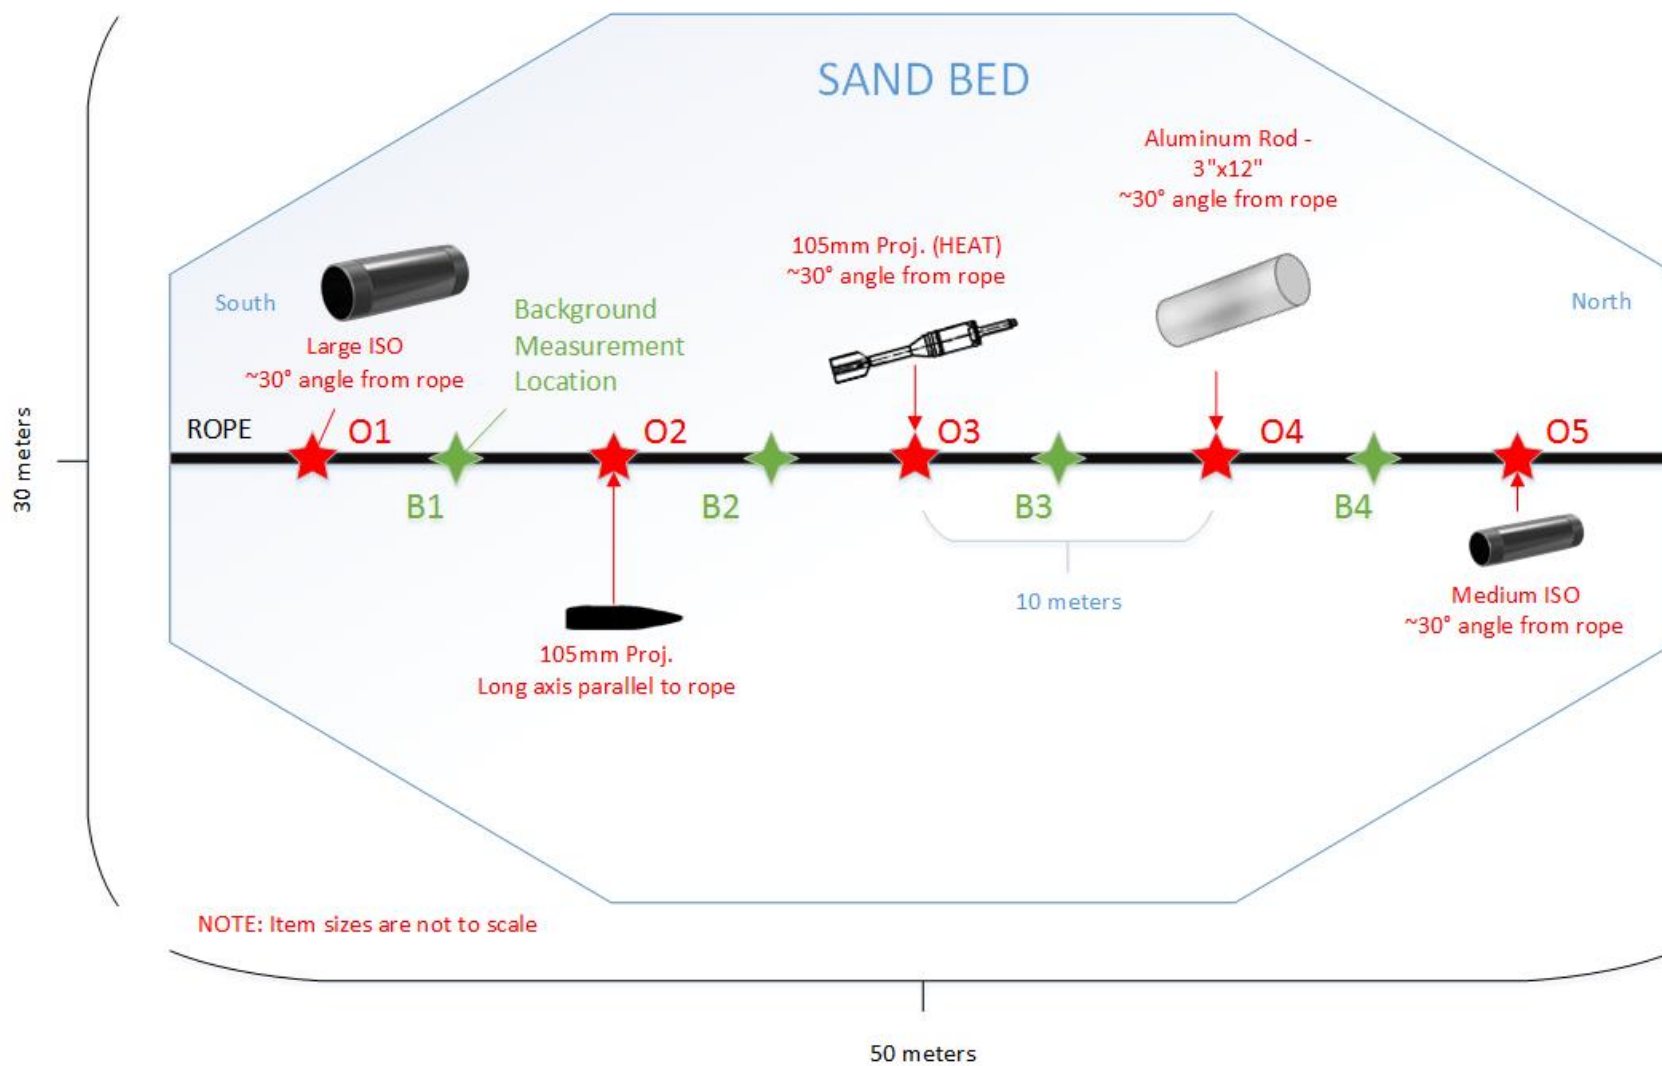 SAND BED
Aluminum Rod -
3"x12"
~30° angle from rope
105mm Proj. (HEAT)
~30° angle from rope
South
North
Background
Measurement
Location
Large ISO
~30° angle from rope
ROPE
O1
O2
O3
O4
O5
B1
B2
B3
B4
30 meters
10 meters
Medium ISO
~30° angle from rope
105mm Proj.
Long axis parallel to rope
NOTE: Item sizes are not to scale
50 meters